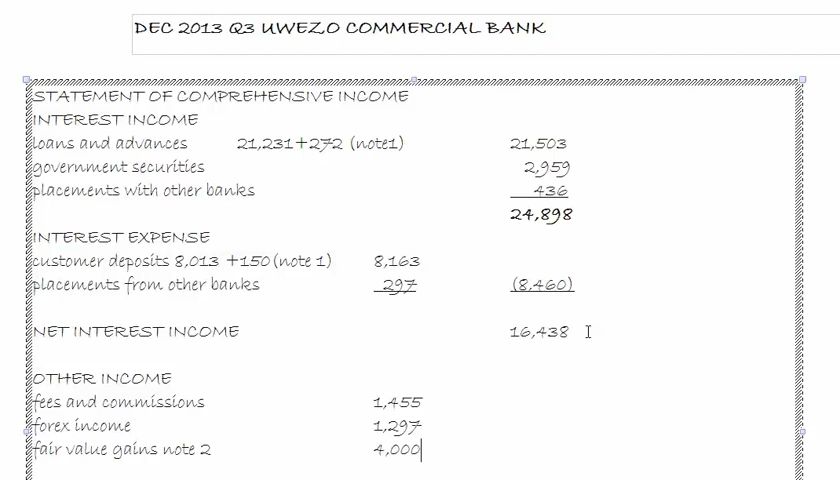 DEC 2013 Q3 UWEZO COMMERCIAL BANK
STATEMENT OF COMPREHENSIVE INCOME
INTEREST INCOME
loans and advances 21,231+272 (note1) 21,503
government securities 2,959
placements with other banks 436
24,898
INTEREST EXPENSE
customer deposits 8,013 +150(note 1) 8,163
placements from other banks 297 (8,460)
NET INTEREST INCOME 16,438
OTHER INCOME
fees and commissions 1,455
forex income 1,297
fair value gains note 2 4,000